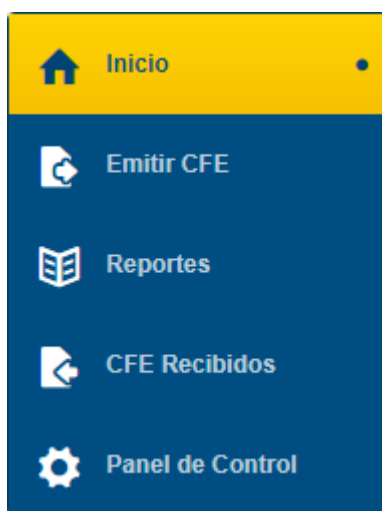 Inicio
Emitir CFE
Reportes
CFE Recibidos
Panel de Control